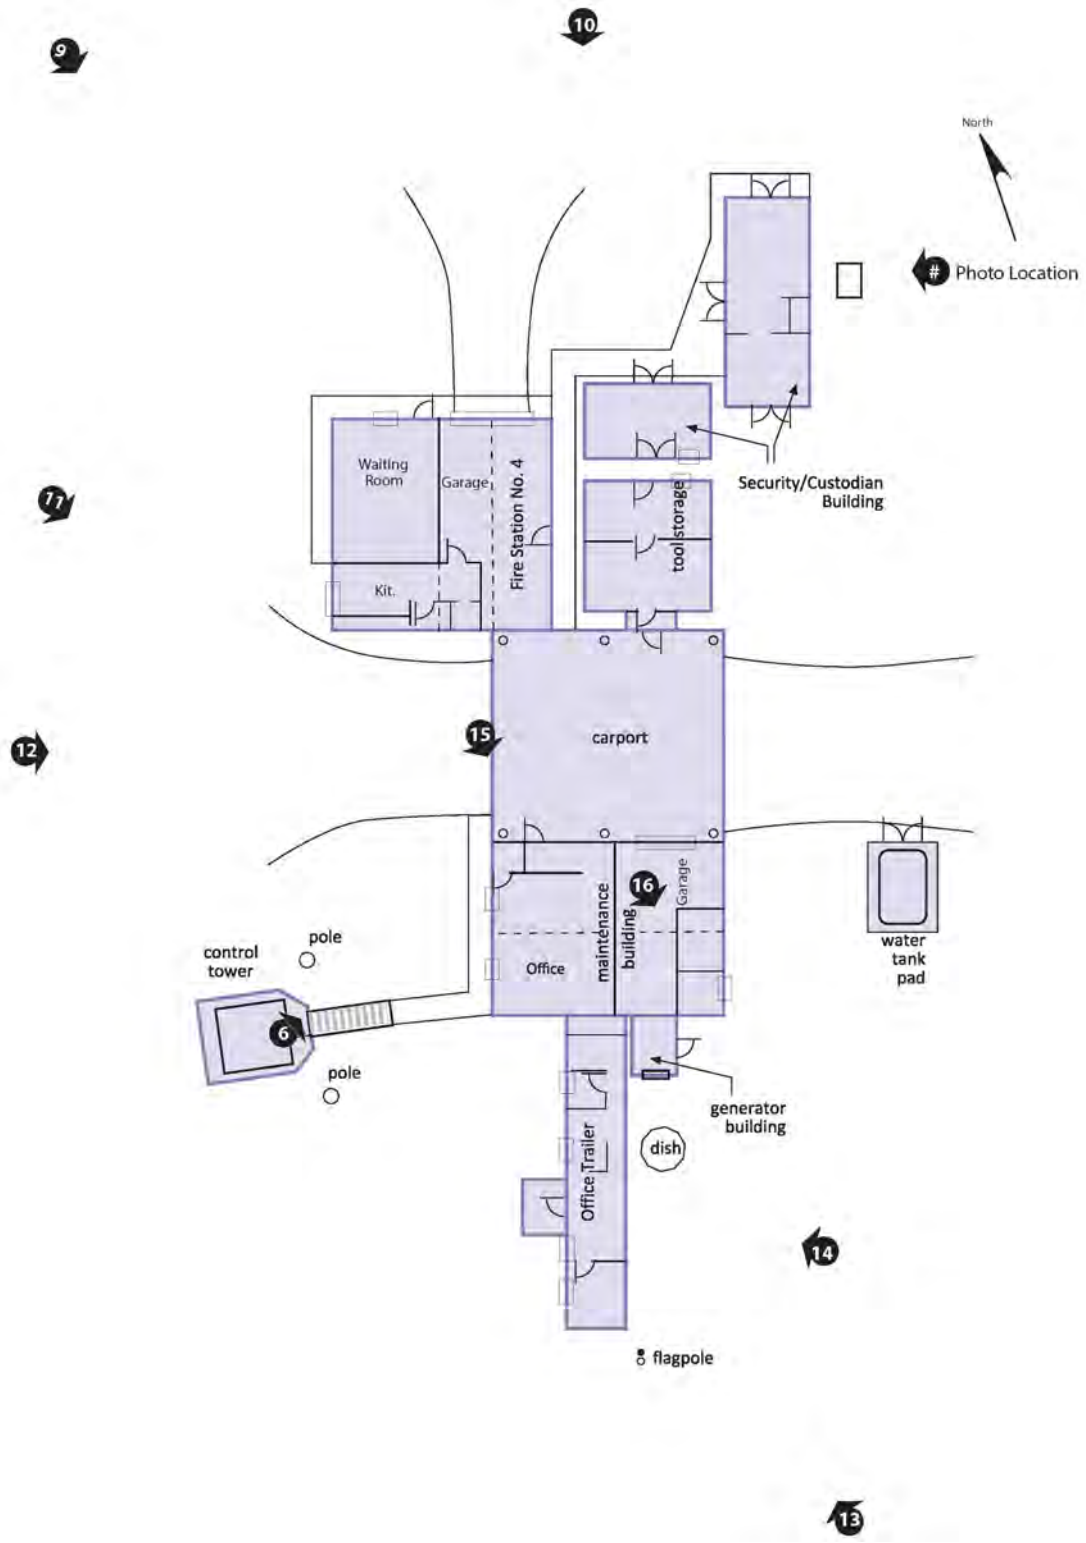 10
9
North
# Photo Location
Waiting
Room
Garage
Fire Station No. 4
Kit.
tool storage
Security/Custodian
Building
11
15
carport
12
16
Garage
maintenance
building
Office
water
tank
pad
control
tower
pole
6
pole
generator
building
Office Trailer
dish
14
flagpole
13